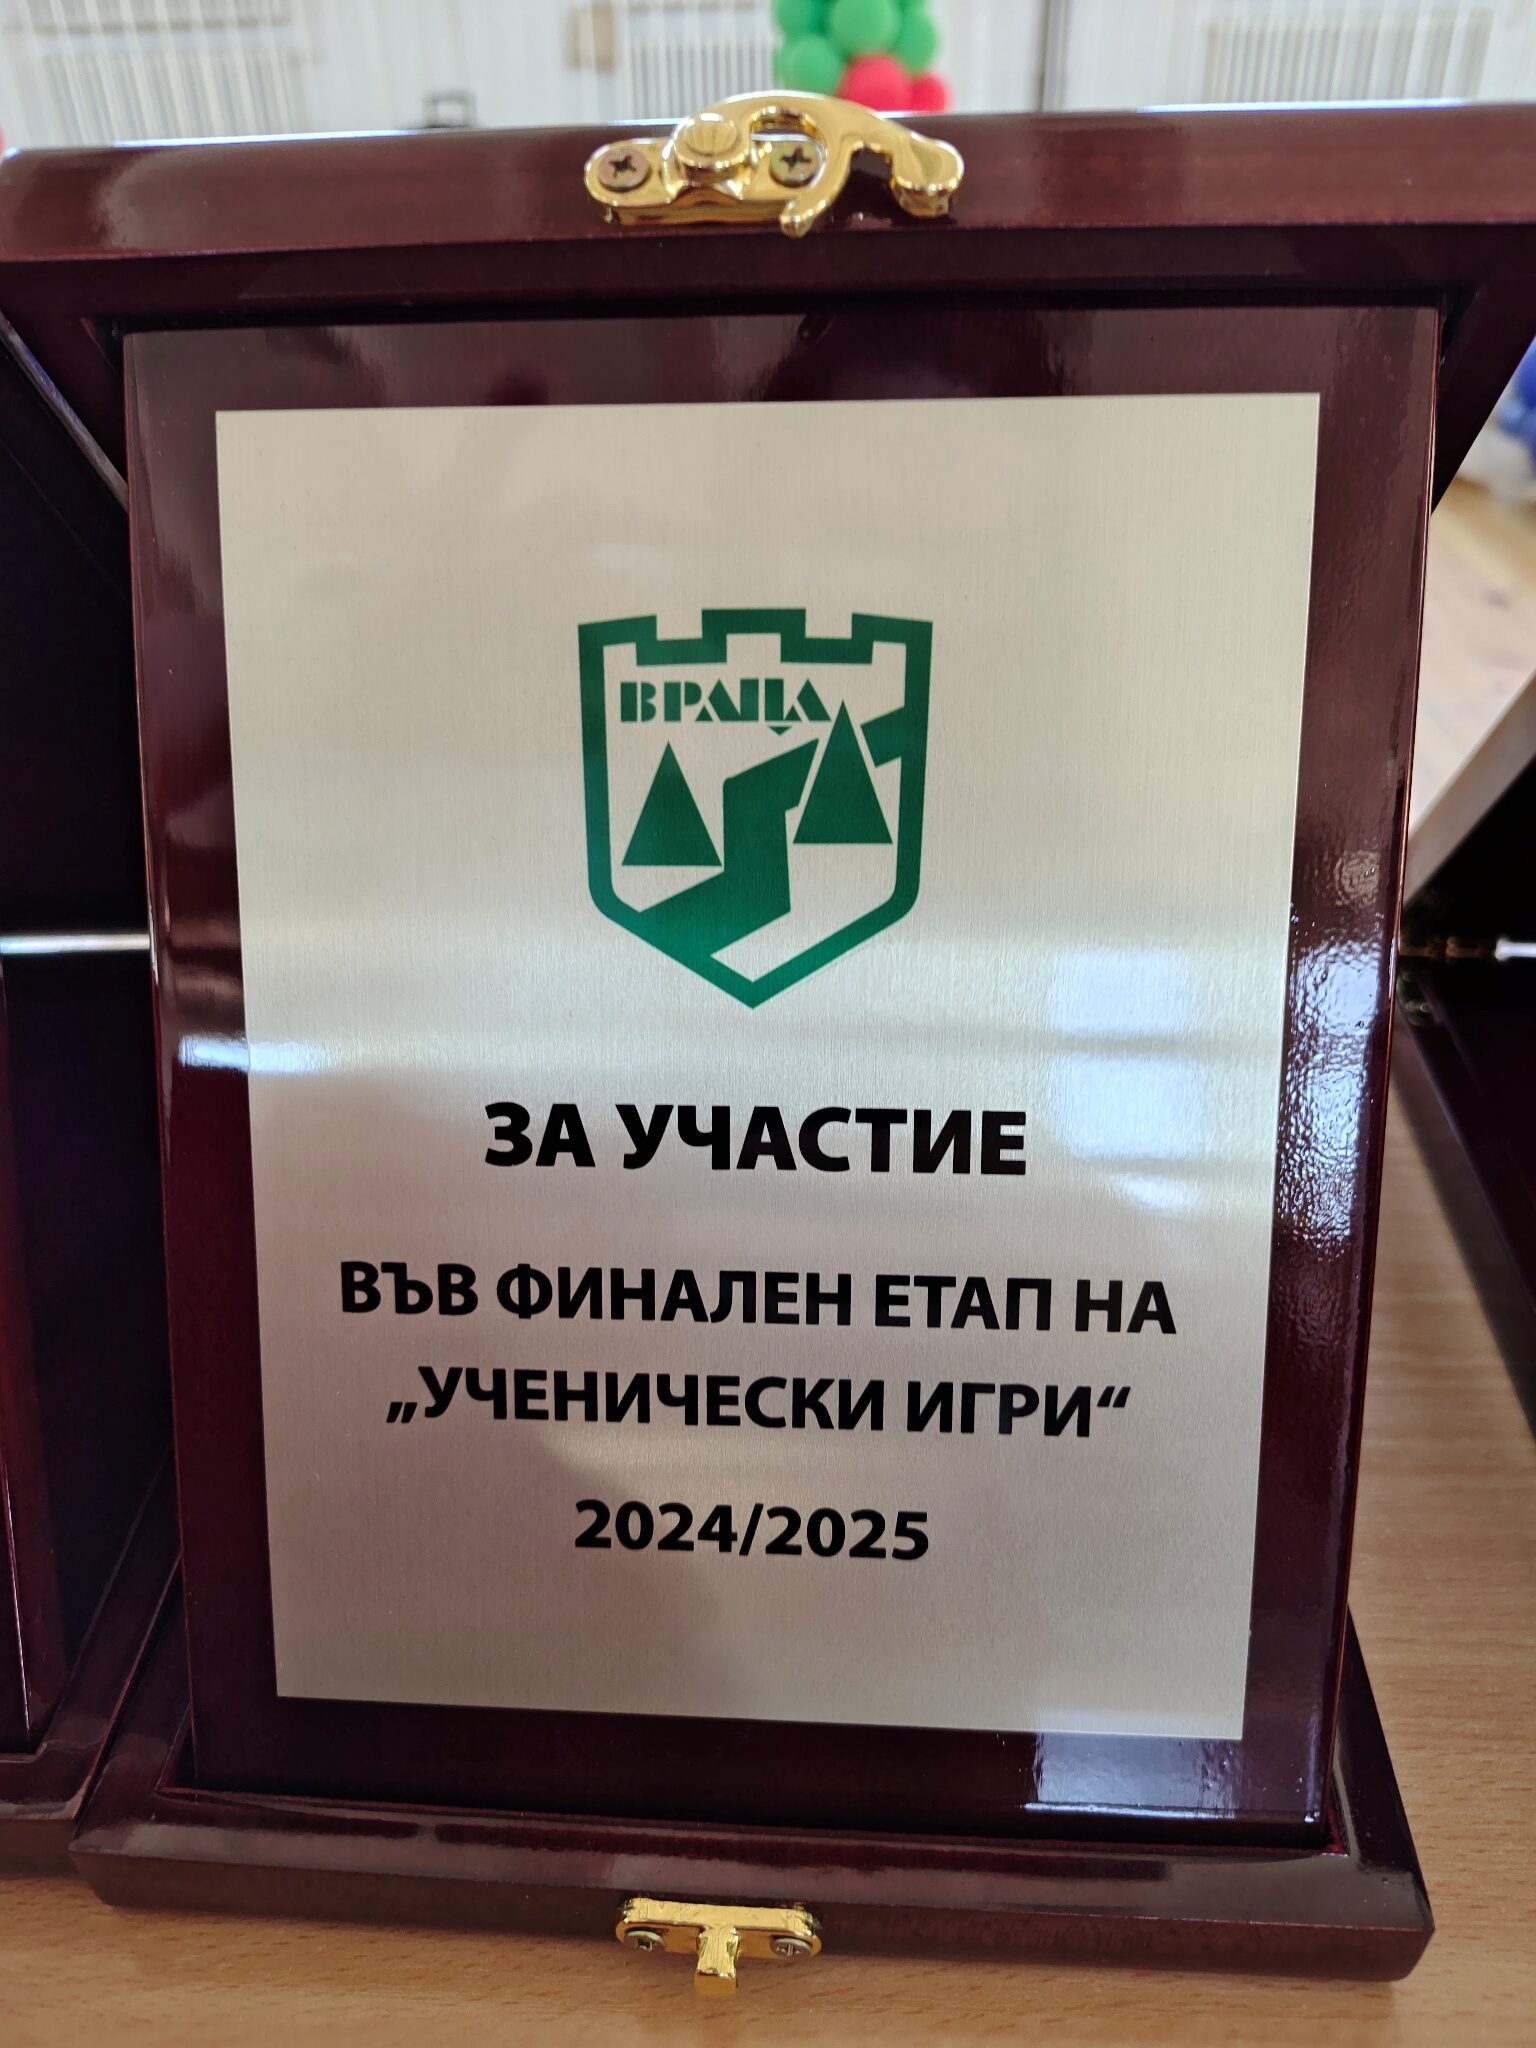 ВРАЦА
ЗА УЧАСТИЕ
ВЪВ ФИНАЛЕН ЕТАП НА
„УЧЕНИЧЕСКИ ИГРИ“
2024/2025